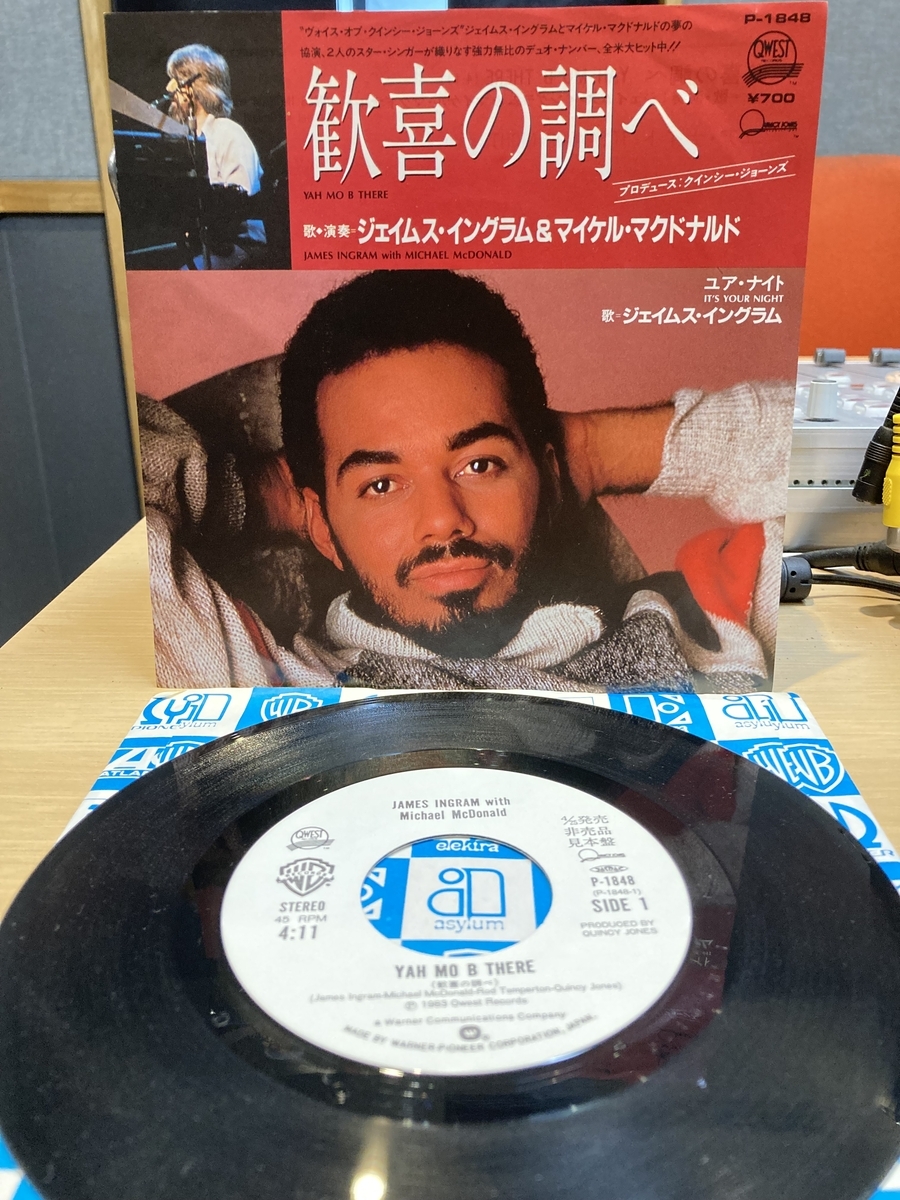 "ヴォイス・オブ・クインシー・ジョーンズ"ジェイムス・イングラムとマイケル・マクドナルドの夢の
協演、2人のスター・シンガーが織りなす強力無比のデュオ・ナンバー、全米大ヒット中!!
P-1848
QWEST
¥700
QUINCY JONES
歓喜の調べ
YAH MO B THERE
プロデュース:クインシー・ジョーンズ
歌・演奏=ジェイムス・イングラム&マイケル・マクドナルド
JAMES INGRAM with MICHAEL McDONALD
ユア・ナイト
IT'S YOUR NIGHT
歌=ジェイムス・イングラム
asylum
asylum
ATLA
JAMES INGRAM with
Michael McDonald
QWEST
発売
非売品
見本盤
elektra
asylum
STEREO
45 RPM
4:11
P-1848
(P-1848-1)
SIDE 1
PRODUCED BY
QUINCY JONES
YAH MO B THERE
(歓喜の調べ)
(James Ingram-Michael McDonald-Rod Temperton-Quincy Jones)
Ⓟ 1983 Qwest Records
a Warner Communications Company
MADE BY WARNER-PIONEER CORPORATION, JAPAN.